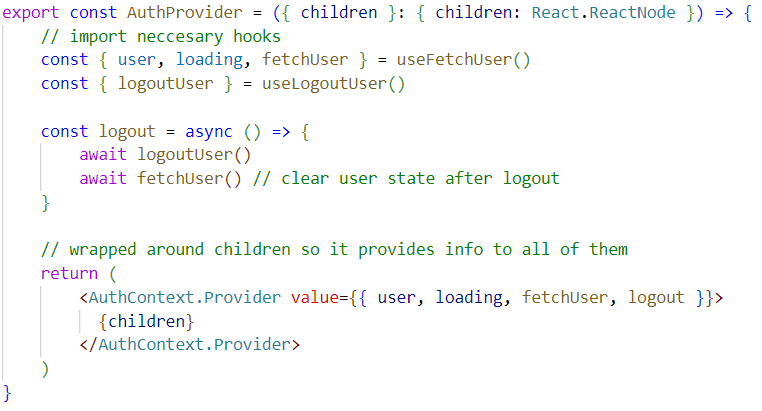 export const AuthProvider = ({ children }: { children: React.ReactNode }) => {
    // import neccesary hooks
    const { user, loading, fetchUser } = useFetchUser()
    const { logoutUser } = useLogoutUser()

    const logout = async () => {
        await logoutUser()
        await fetchUser() // clear user state after logout
    }

    // wrapped around children so it provides info to all of them
    return (
        <AuthContext.Provider value={{ user, loading, fetchUser, logout }}>
          {children}
        </AuthContext.Provider>
    )
}